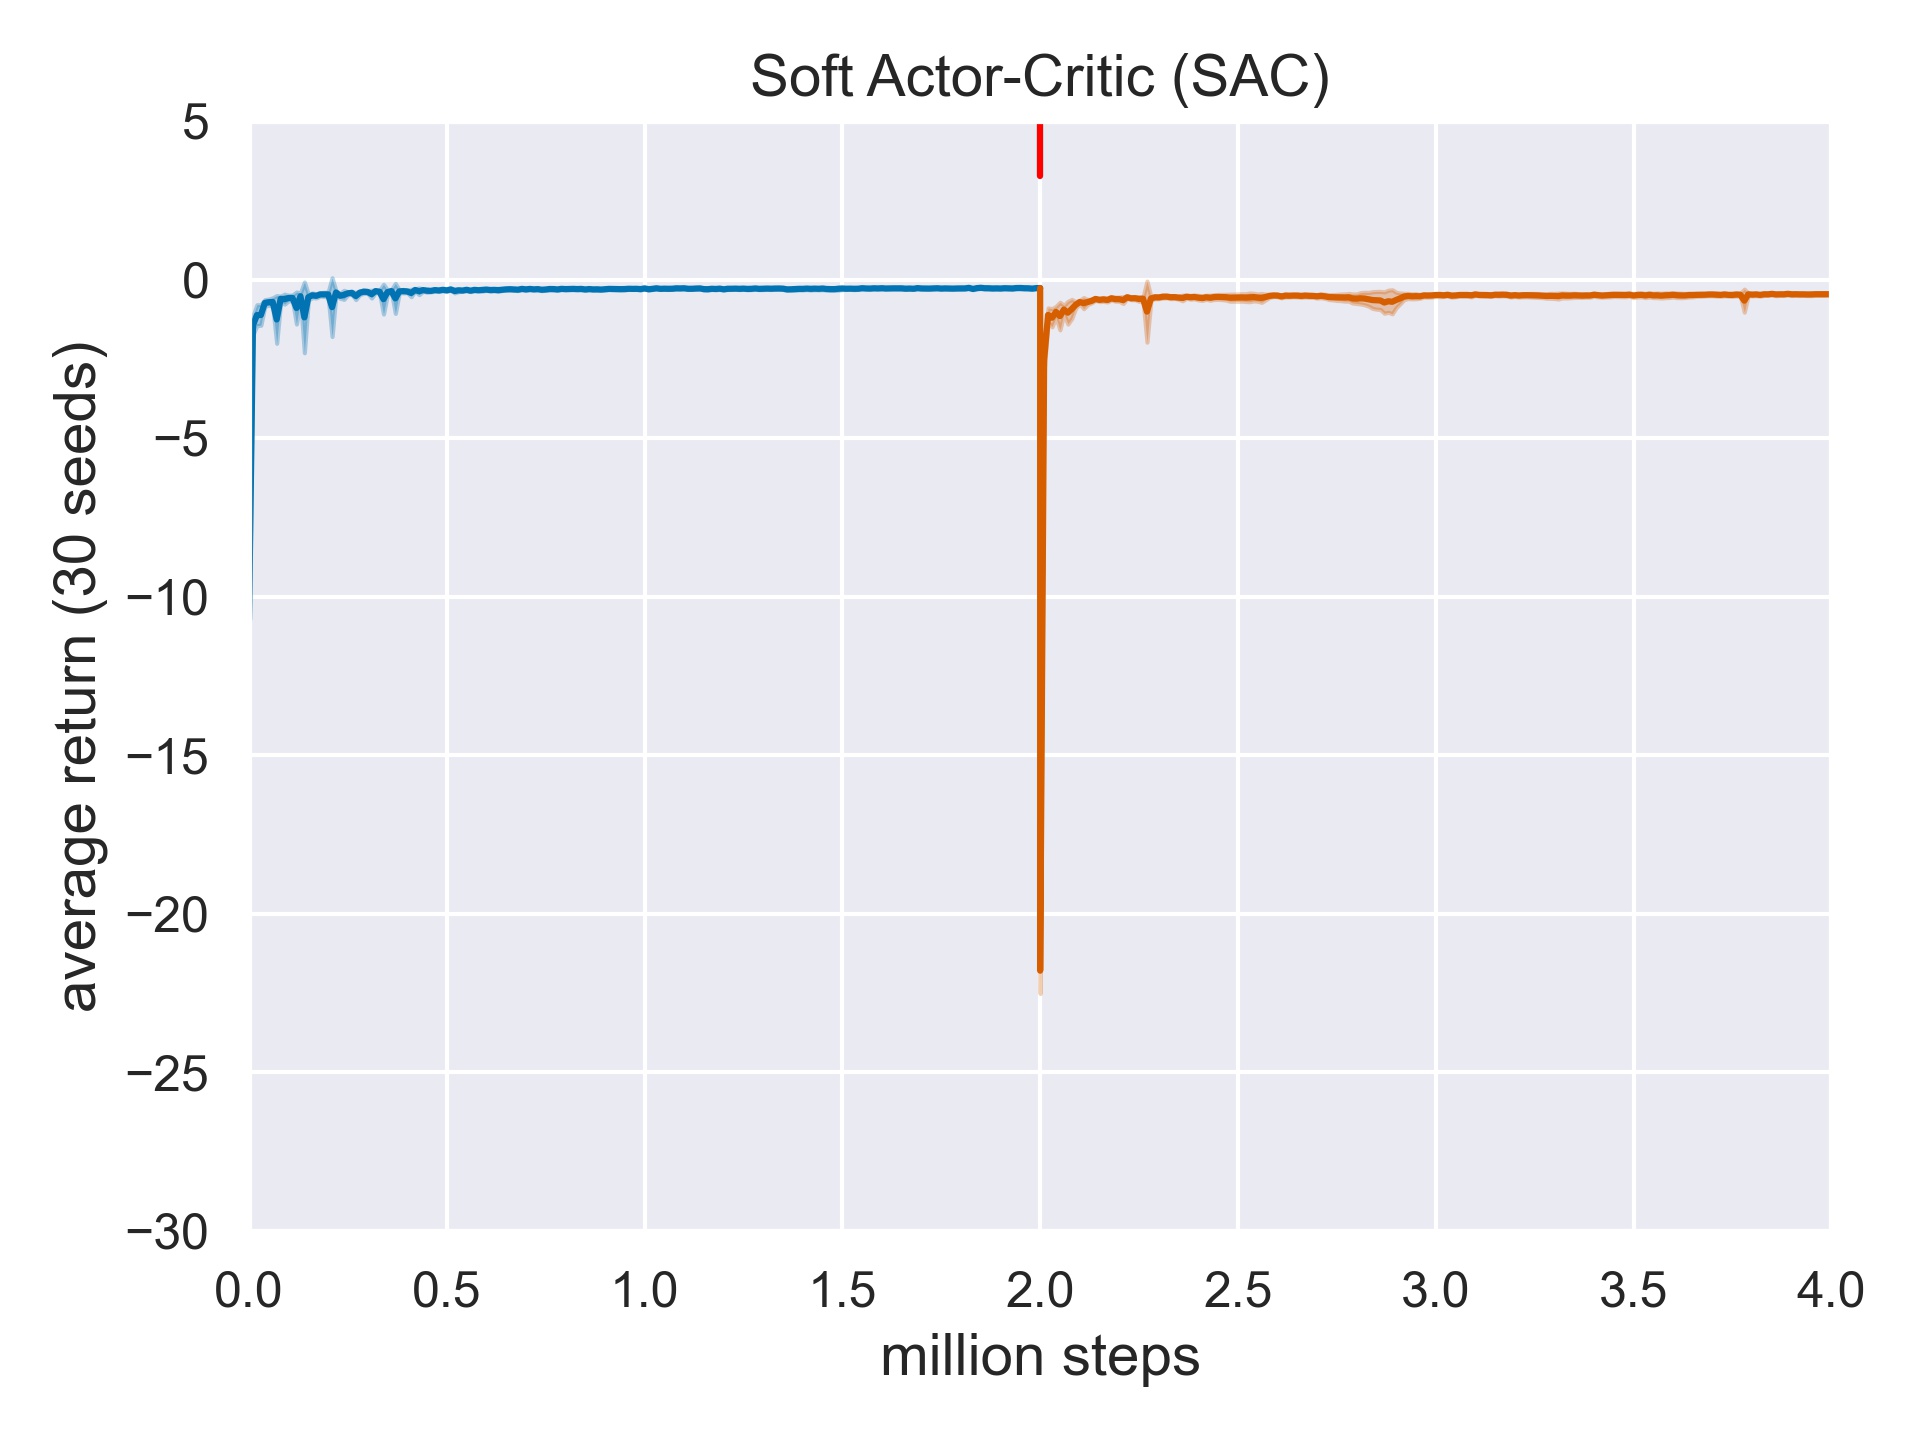 Soft Actor-Critic (SAC)
5
0
−5
−10
−15
−20
−25
−30
average return (30 seeds)
0.0 0.5 1.0 1.5 2.0 2.5 3.0 3.5 4.0
million steps